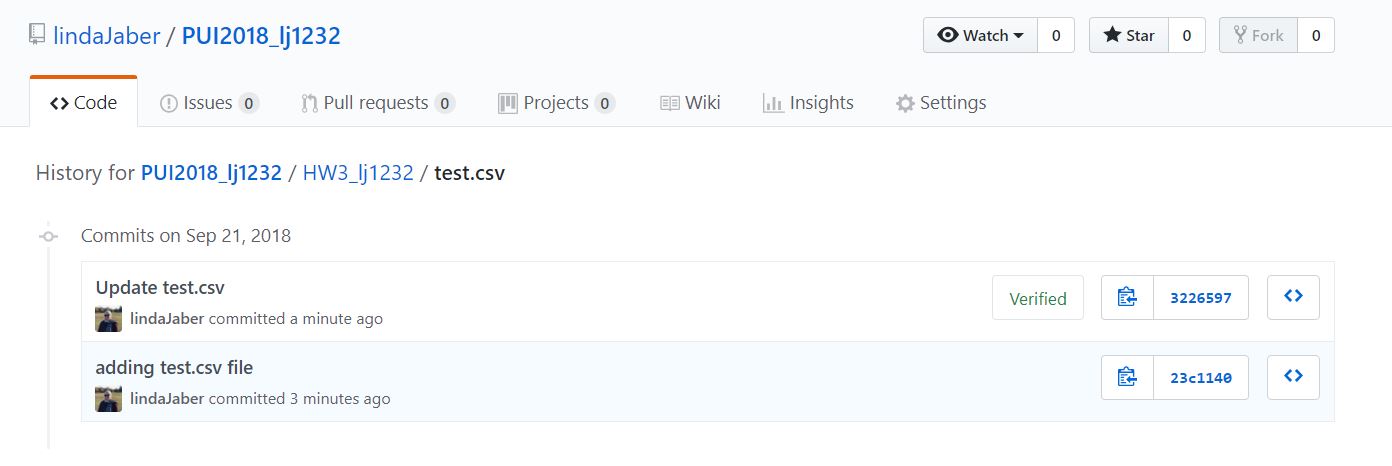 lindaJaber / PUI2018_lj1232 Watch 0 Star 0 Fork 0
Code Issues 0 Pull requests 0 Projects 0 Wiki Insights Settings
History for PUI2018_lj1232 / HW3_lj1232 / test.csv
Commits on Sep 21, 2018
Update test.csv
lindaJaber committed a minute ago
Verified 3226597
adding test.csv file
lindaJaber committed 3 minutes ago
23c1140